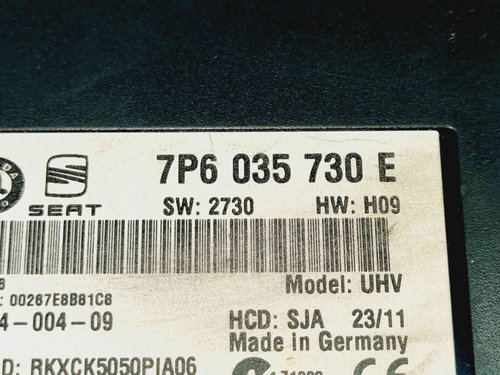 7P6 035 730 E
SEAT
SW: 2730 HW: H09
Model: UHV
: 00267E8B81C6
4-004-09
HCD: SJA 23/11
Made in Germany
D: RKXCK5050PIA06